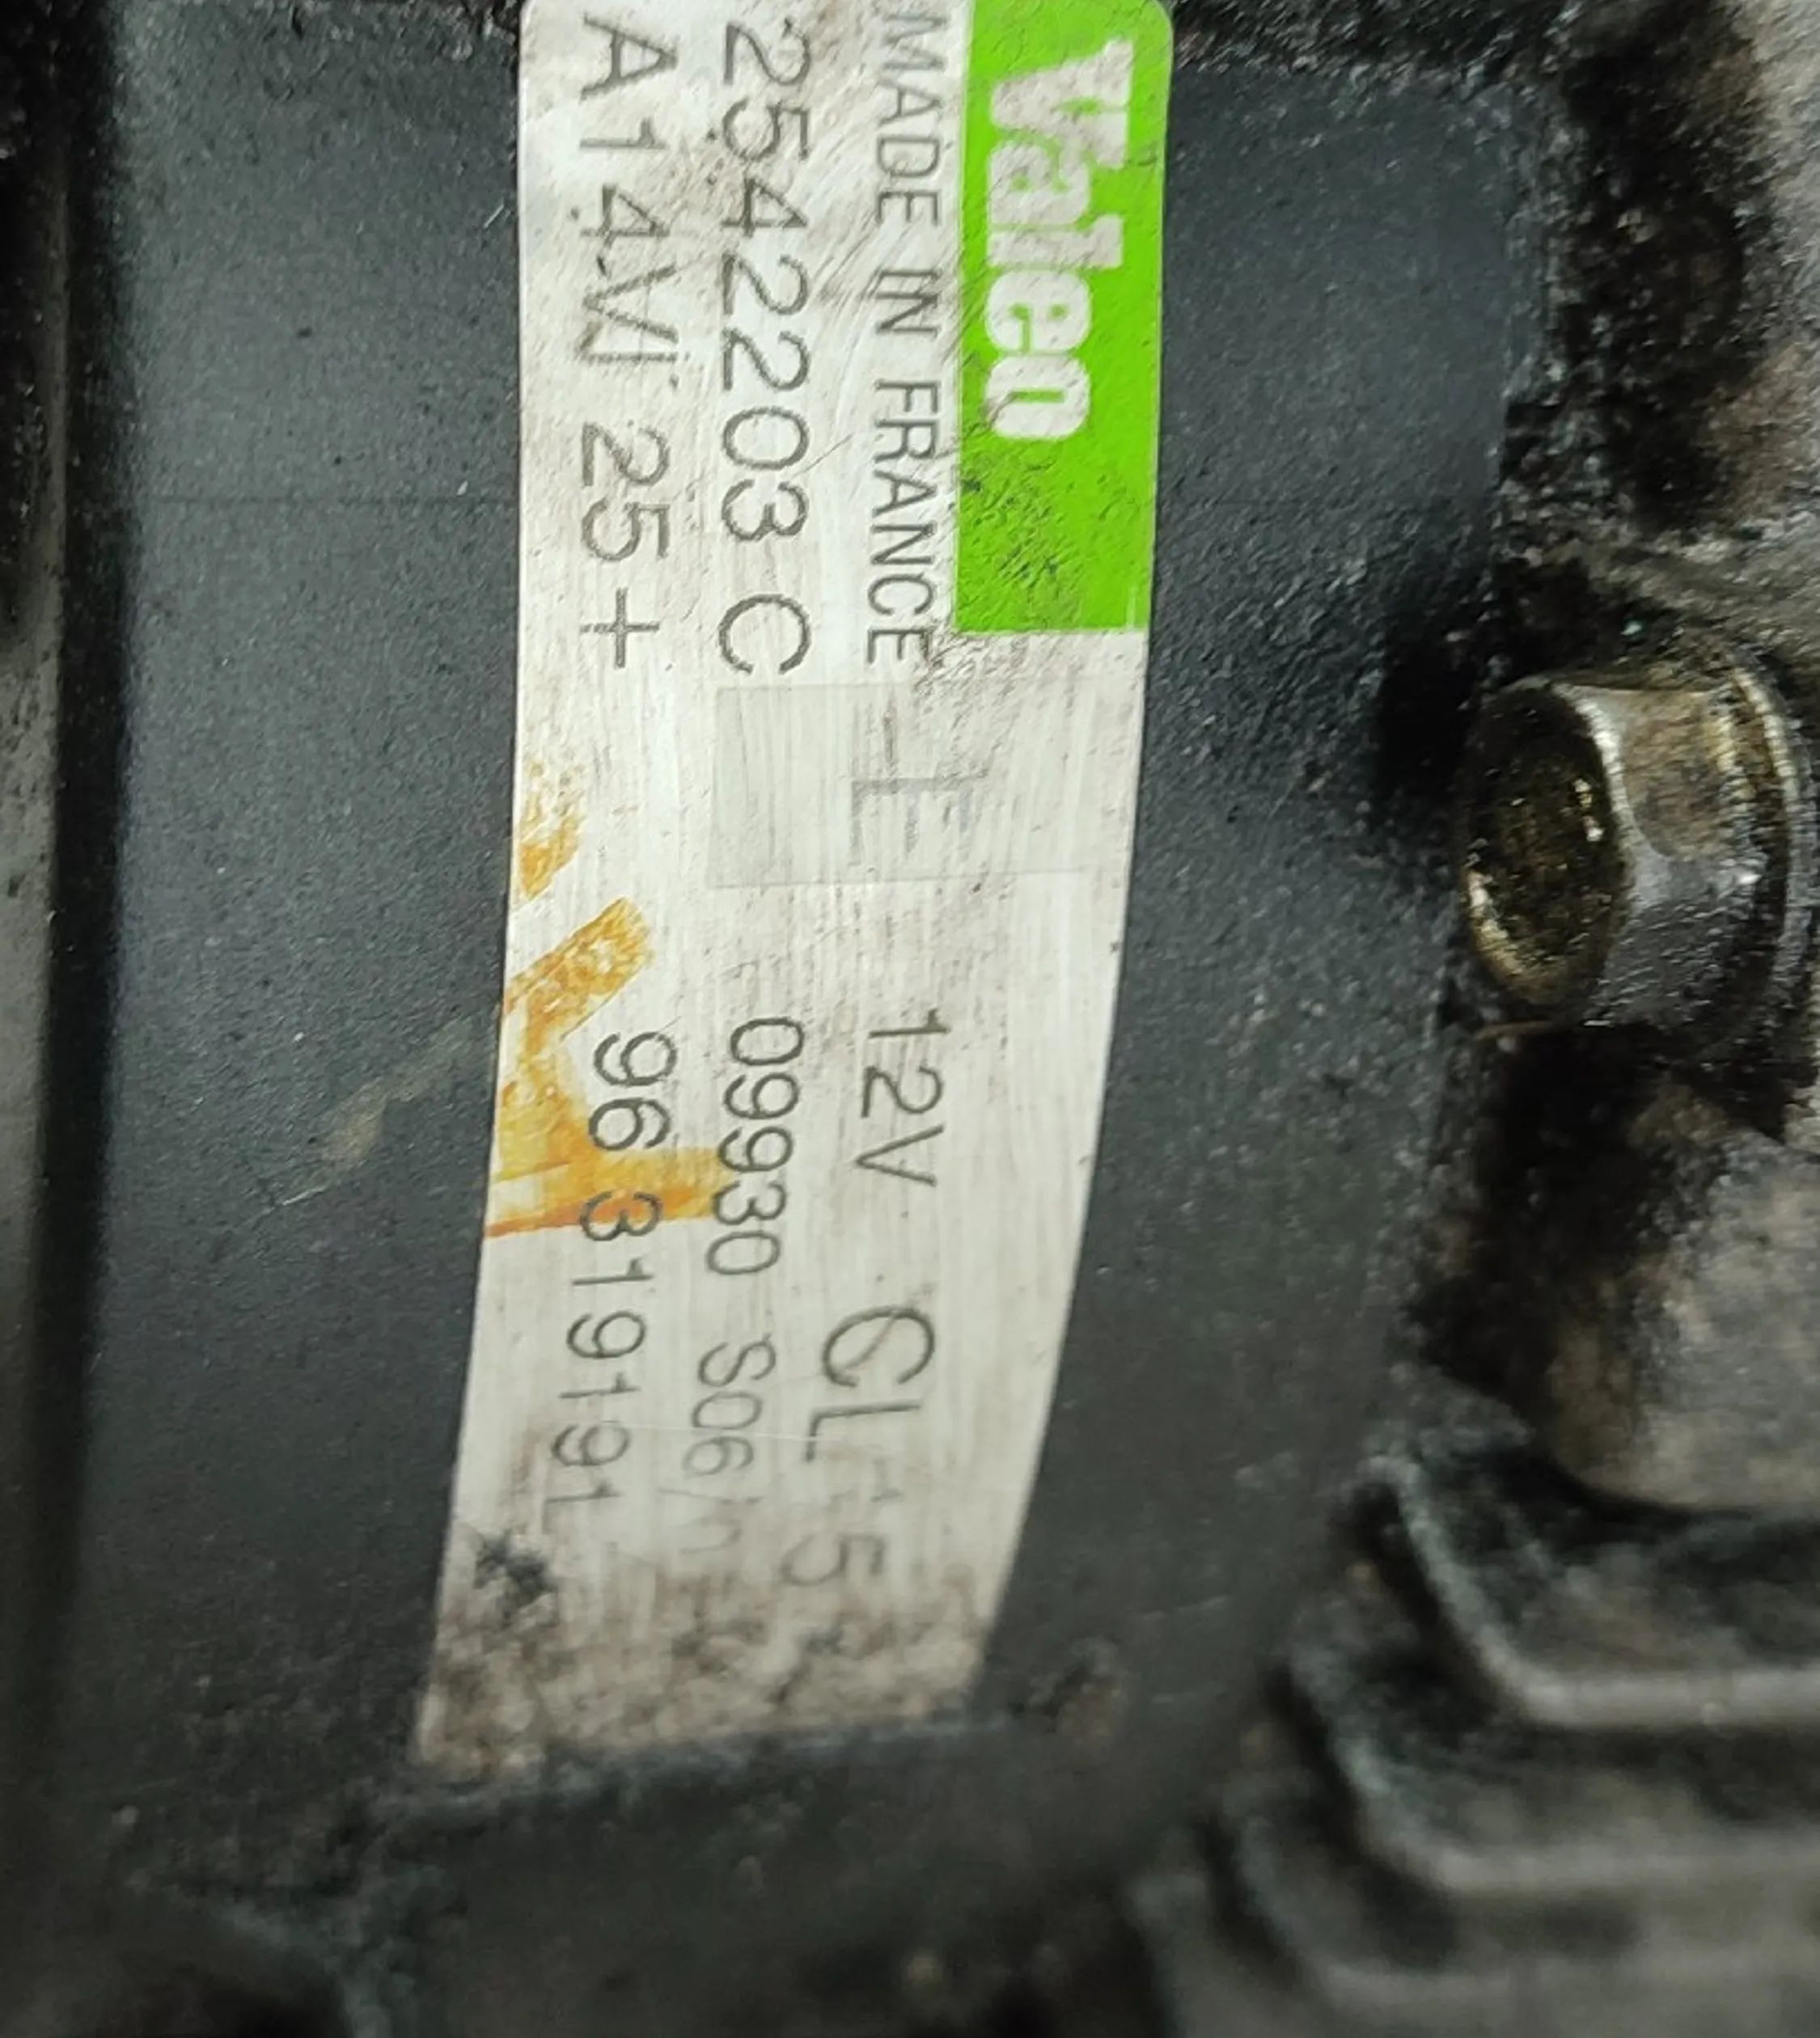 Valeo
MADE IN FRANCE 12V CL 15
2542203 C 09930 S06
A14VI 25+ 96 319191